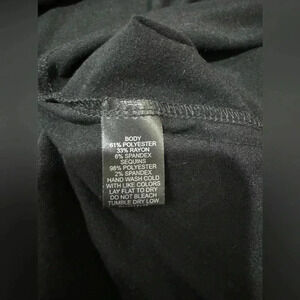 BODY
61% POLYESTER
33% RAYON
6% SPANDEX
SEQUINS
98% POLYESTER
2% SPANDEX
HAND WASH COLD
WITH LIKE COLORS
LAY FLAT TO DRY
DO NOT BLEACH
TUMBLE DRY LOW